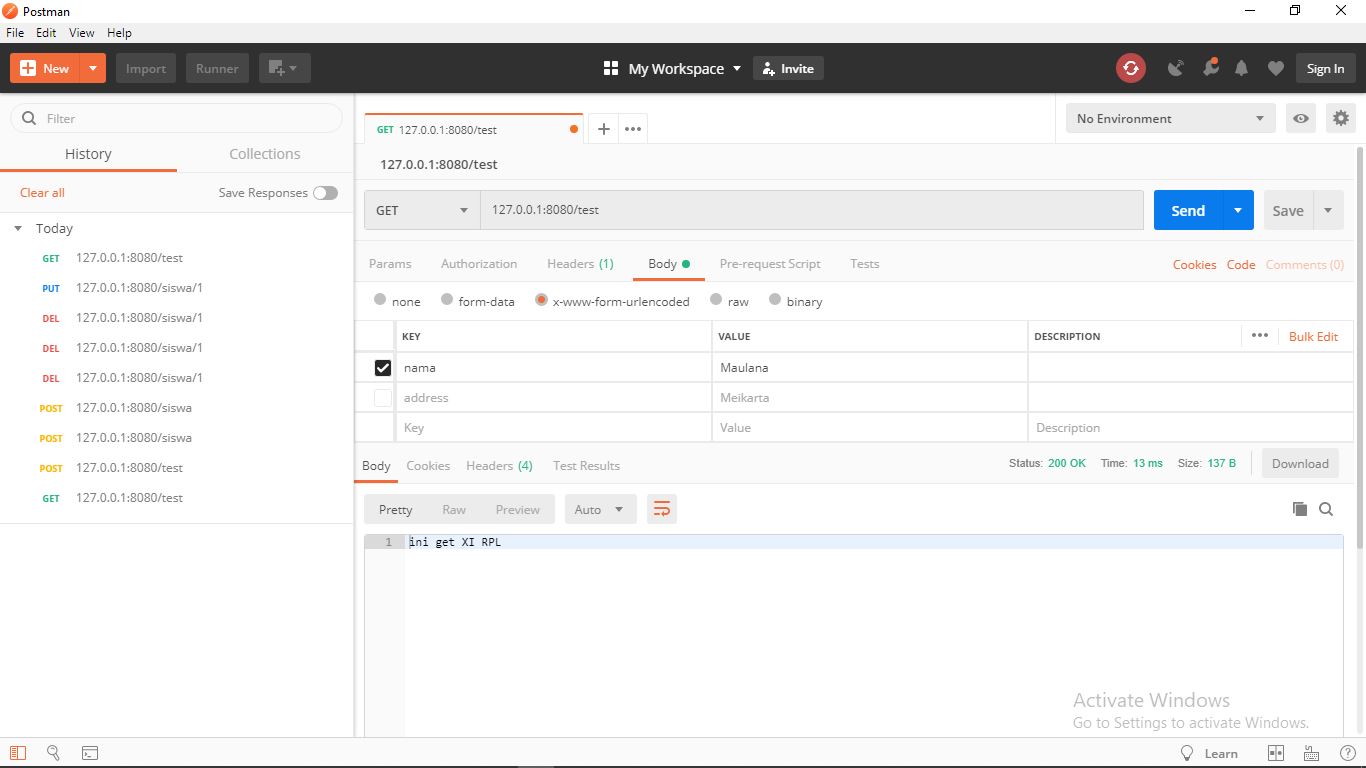 Postman
File Edit View Help
New Import Runner My Workspace Invite Sign In
Filter
History Collections
Clear all Save Responses
Today
GET 127.0.0.1:8080/test
PUT 127.0.0.1:8080/siswa/1
DEL 127.0.0.1:8080/siswa/1
DEL 127.0.0.1:8080/siswa/1
DEL 127.0.0.1:8080/siswa/1
POST 127.0.0.1:8080/siswa
POST 127.0.0.1:8080/siswa
POST 127.0.0.1:8080/test
GET 127.0.0.1:8080/test
GET 127.0.0.1:8080/test
No Environment
127.0.0.1:8080/test
GET 127.0.0.1:8080/test Send Save
Params Authorization Headers (1) Body Pre-request Script Tests Cookies Code Comments (0)
none form-data x-www-form-urlencoded raw binary
KEY VALUE DESCRIPTION Bulk Edit
nama Maulana
address Meikarta
Key Value Description
Body Cookies Headers (4) Test Results Status: 200 OK Time: 13 ms Size: 137 B Download
Pretty Raw Preview Auto
1 ini get XI RPL
Activate Windows
Go to Settings to activate Windows.
Learn